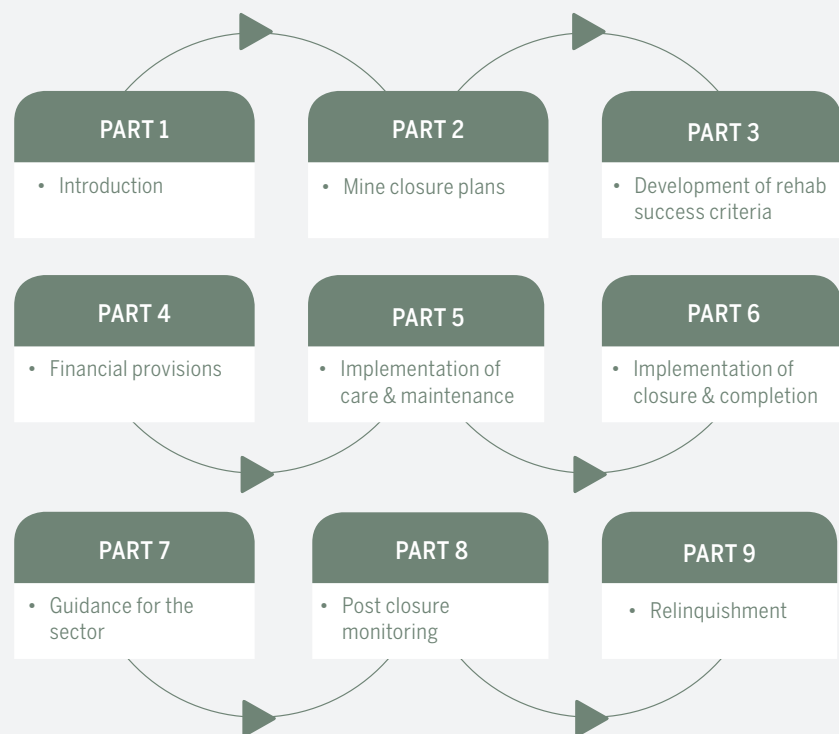 PART 1
• Introduction
PART 2
• Mine closure plans
PART 3
• Development of rehab
success criteria
PART 4
• Financial provisions
PART 5
• Implementation of
care & maintenance
PART 6
• Implementation of
closure & completion
PART 7
• Guidance for the
sector
PART 8
• Post closure
monitoring
PART 9
• Relinquishment